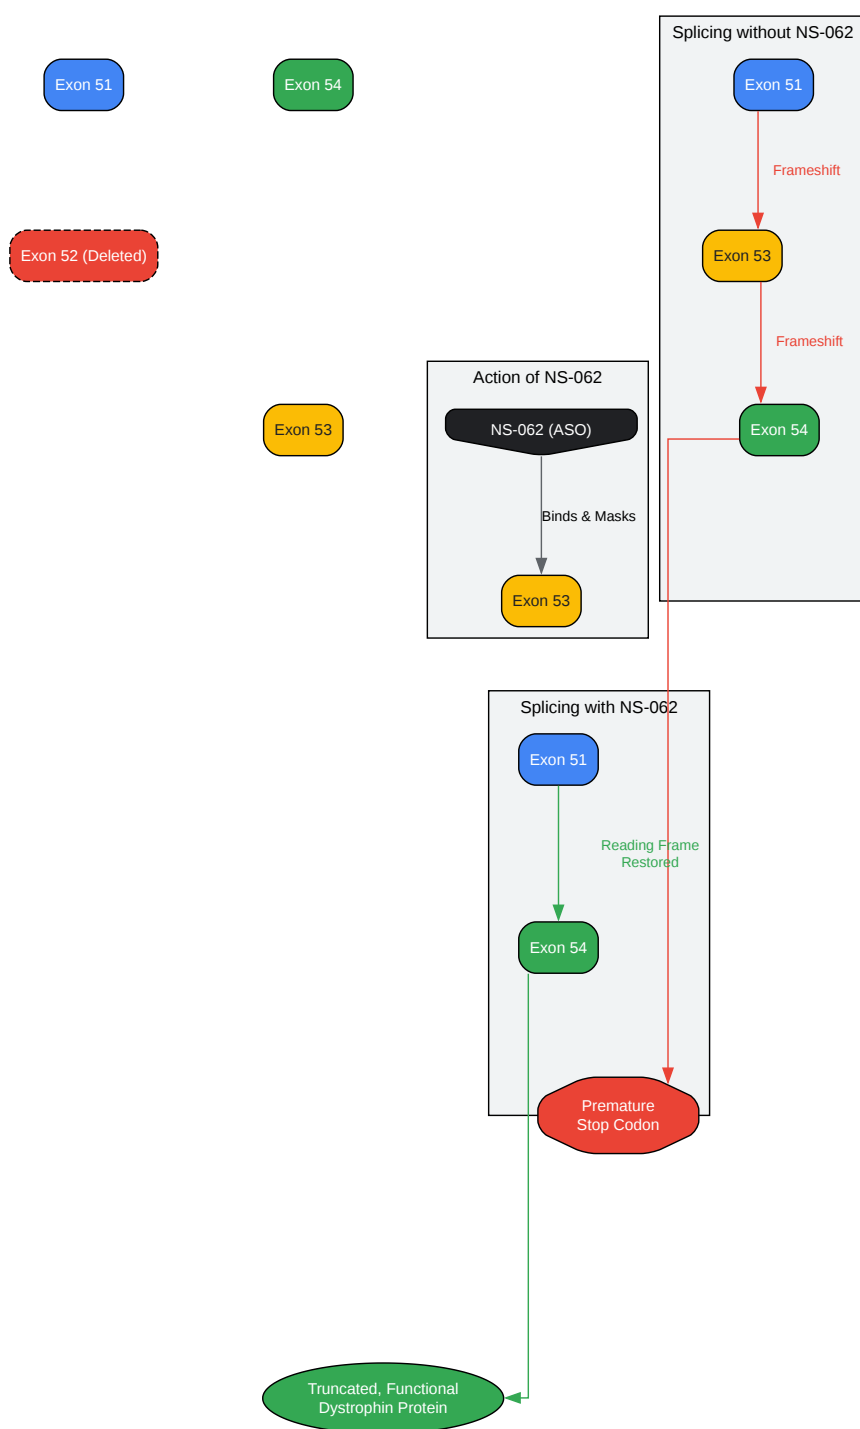 Splicing without NS-062
Exon 51
Exon 54
Exon 51
Frameshift
Exon 52 (Deleted)
Exon 53
Frameshift
Action of NS-062
Exon 53
NS-062 (ASO)
Exon 54
Binds & Masks
Exon 53
Splicing with NS-062
Exon 51
Reading Frame
Restored
Exon 54
Premature
Stop Codon
Truncated, Functional
Dystrophin Protein